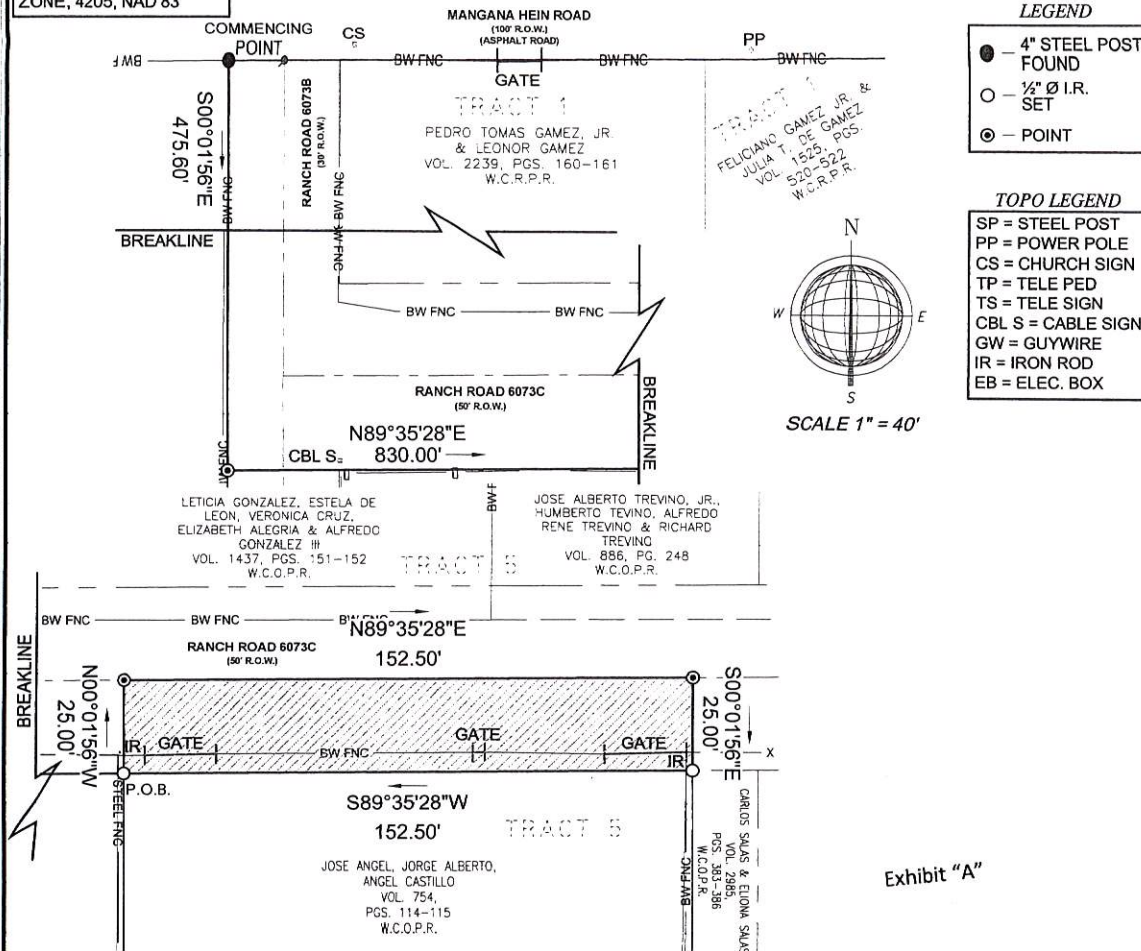 ZONE, 4205, NAD 83
COMMENCING
POINT
CS
MANGANA HEIN ROAD
(100' R.O.W.)
(ASPHALT ROAD)
PP
BW FNC
BW FNC
BW FNC
GATE
S00°01'56"E
475.60'
BW FNC
RANCH ROAD 6073B
BW FNC
BW FNC
TRACT 1
PEDRO TOMAS GAMEZ, JR.
& LEONOR GAMEZ
VOL. 2239, PGS. 160-161
W.C.R.P.R.
TRACT 1
FELICIANO GAMEZ JR. &
JULIA T. DE GAMEZ
VOL. 1525, PGS.
520-522
W.C.R.P.R.
BREAKLINE
BW FNC
BW FNC
RANCH ROAD 6073C
(50' R.O.W.)
BREAKLINE
N89°35'28"E
830.00'
CBL S
LETICIA GONZALEZ, ESTELA DE
LEON, VERONICA CRUZ,
ELIZABETH ALEGRIA & ALFREDO
GONZALEZ III
VOL. 1437, PGS. 151-152
W.C.O.P.R.
TRACT 5
JOSE ALBERTO TREVINO, JR.,
HUMBERTO TEVINO, ALFREDO
RENE TREVINO & RICHARD
TREVINO
VOL. 886, PG. 248
W.C.O.P.R.
LEGEND
4" STEEL POST
FOUND
½" Ø I.R.
SET
POINT
TOPO LEGEND
SP = STEEL POST
PP = POWER POLE
CS = CHURCH SIGN
TP = TELE PED
TS = TELE SIGN
CBL S = CABLE SIGN
GW = GUYWIRE
IR = IRON ROD
EB = ELEC. BOX
N
W
E
S
SCALE 1" = 40'
BREAKLINE
BW FNC
BW FNC
BW FNC
N89°35'28"E
152.50'
RANCH ROAD 6073C
(50' R.O.W.)
N00°01'56"W
25.00'
S00°01'56"E
25.00'
IR
GATE
BW FNC
GATE
GATE
IR
X
P.O.B.
STEEL FNC
S89°35'28"W
152.50'
TRACT 5
JOSE ANGEL, JORGE ALBERTO,
ANGEL CASTILLO
VOL. 754,
PGS. 114-115
W.C.O.P.R.
BW FNC
CARLOS SALAS & ELIONA SALAS
VOL. 2985,
PGS. 383-386
W.C.O.P.R.
Exhibit "A"